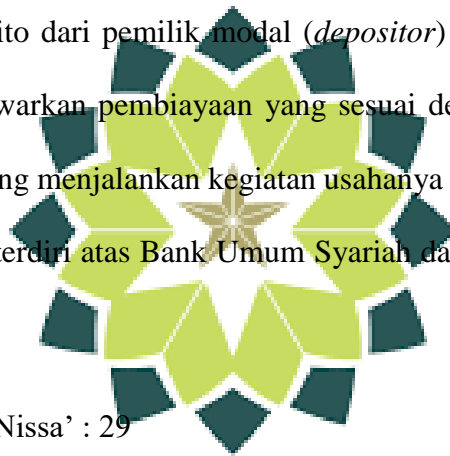 ito dari pemilik modal (depositor)
warkan pembiayaan yang sesuai de
ng menjalankan kegiatan usahanya
terdiri atas Bank Umum Syariah da
Nissa’ : 29